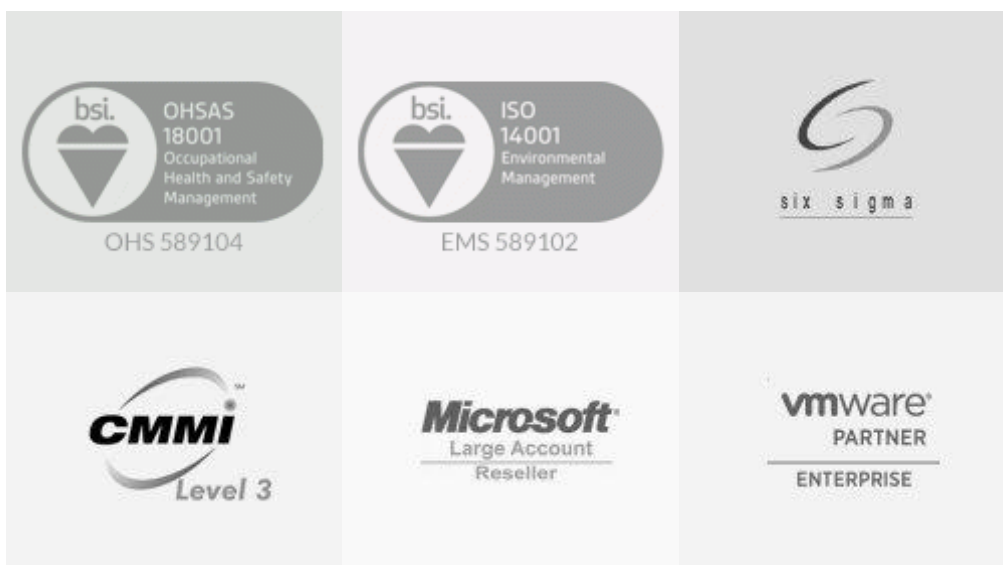 bsi.
OHSAS
18001
Occupational
Health and Safety
Management
OHS 589104
bsi.
ISO
14001
Environmental
Management
EMS 589102
six sigma
CMMi
SM
Level 3
Microsoft®
Large Account
Reseller
vmware®
PARTNER
ENTERPRISE